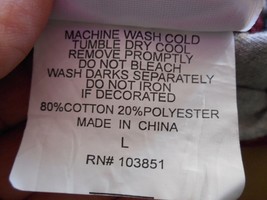 MACHINE WASH COLD
TUMBLE DRY COOL
REMOVE PROMPTLY
DO NOT BLEACH
WASH DARKS SEPARATELY
DO NOT IRON
IF DECORATED
80%COTTON 20%POLYESTER
MADE IN CHINA
L
RN# 103851